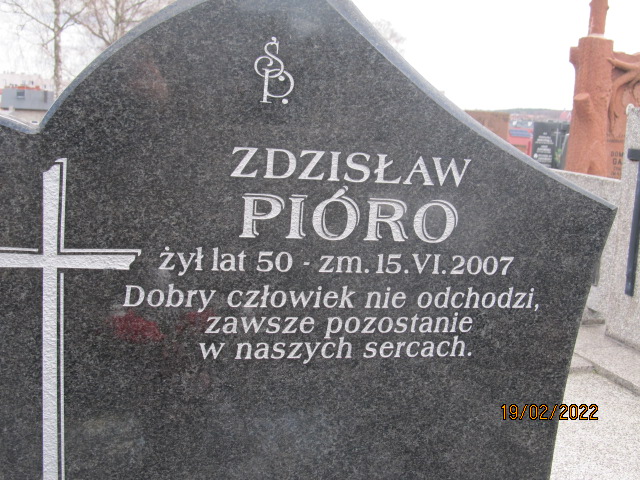 Ś.P.
ZDZISŁAW
PIÓRO
żył lat 50 - zm. 15.VI.2007
Dobry człowiek nie odchodzi,
zawsze pozostanie
w naszych sercach.
19/02/2022